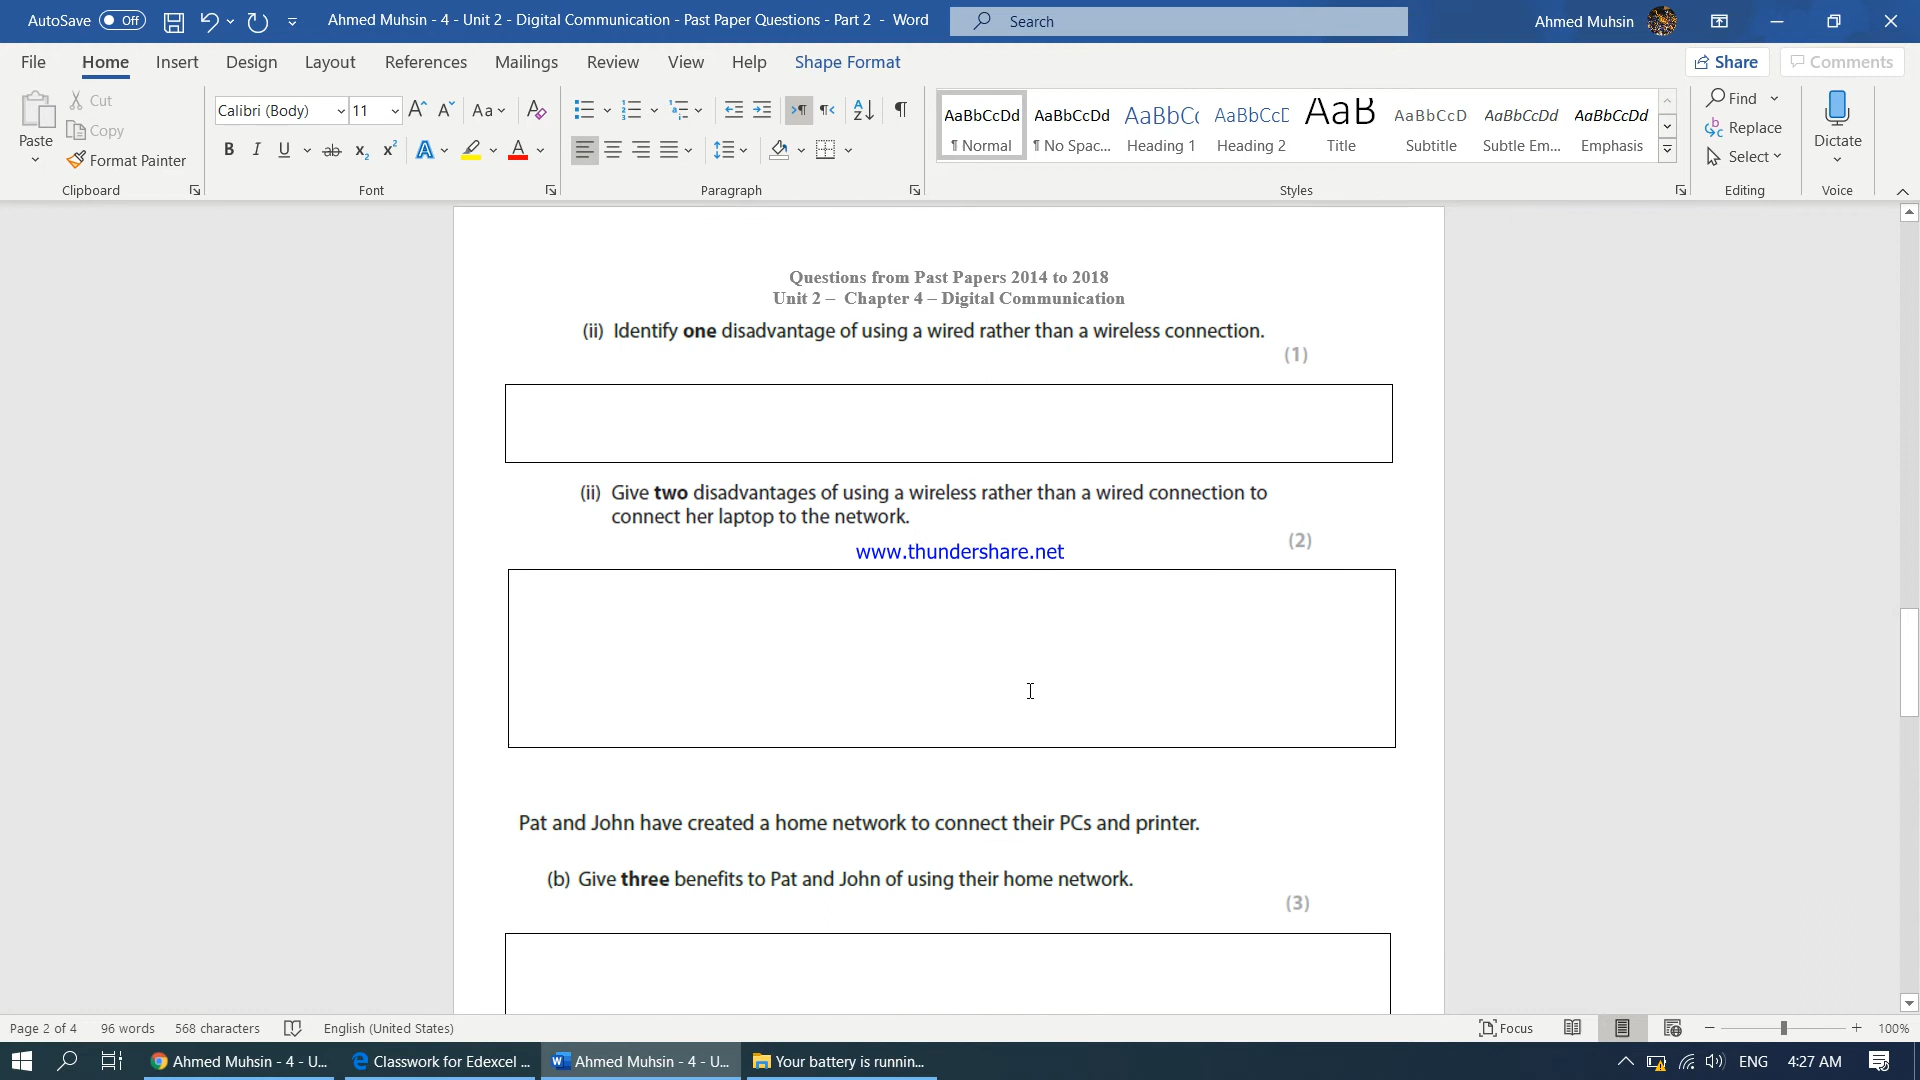 AutoSave Off Ahmed Muhsin - 4 - Unit 2 - Digital Communication - Past Paper Questions - Part 2 - Word Search Ahmed Muhsin
File Home Insert Design Layout References Mailings Review View Help Shape Format Share Comments
Paste
Cut
Copy
Format Painter
Clipboard
Calibri (Body) 11
Font
Paragraph
AaBbCcDd AaBbCcDd AaBbC AaBbCcD AaB AaBbCcD AaBbCcDd AaBbCcDd
¶ Normal ¶ No Spac... Heading 1 Heading 2 Title Subtitle Subtle Em... Emphasis
Styles
Find
Replace
Select
Editing
Dictate
Voice
Questions from Past Papers 2014 to 2018
Unit 2 – Chapter 4 – Digital Communication
(ii) Identify one disadvantage of using a wired rather than a wireless connection.
(1)
(ii) Give two disadvantages of using a wireless rather than a wired connection to
connect her laptop to the network.
(2)
www.thundershare.net
Pat and John have created a home network to connect their PCs and printer.
(b) Give three benefits to Pat and John of using their home network.
(3)
Page 2 of 4 96 words 568 characters English (United States) Focus 100%
Ahmed Muhsin - 4 - U... Classwork for Edexcel ... Ahmed Muhsin - 4 - U... Your battery is runnin... ENG 4:27 AM